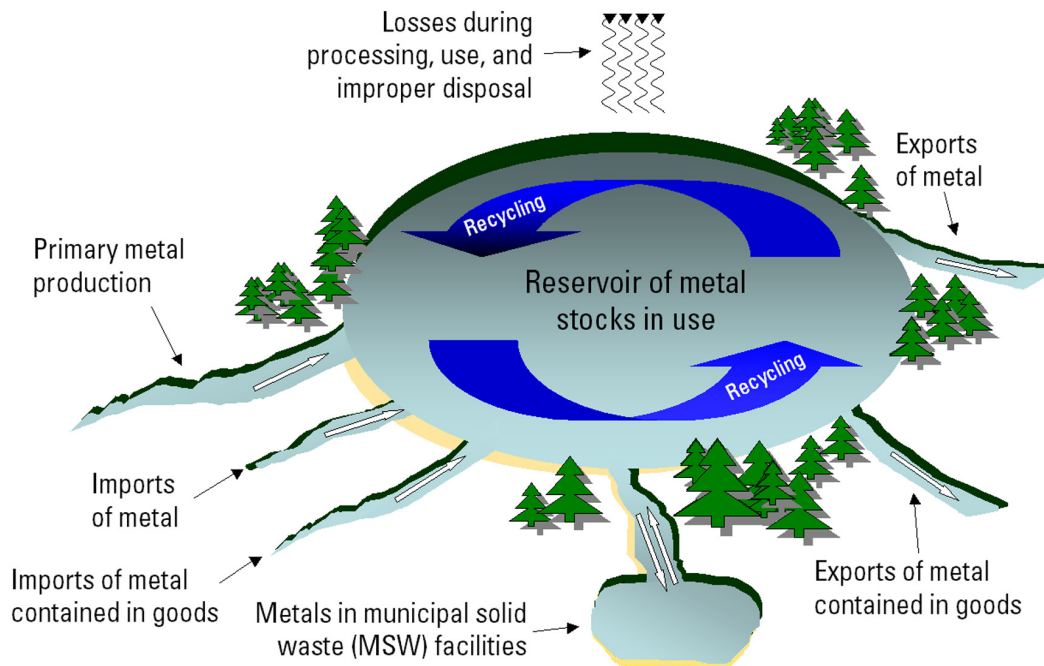 Losses during
processing, use, and
improper disposal
Exports
of metal
Recycling
Primary metal
production
Reservoir of metal
stocks in use
Recycling
Imports
of metal
Imports of metal
contained in goods
Metals in municipal solid
waste (MSW) facilities
Exports of metal
contained in goods